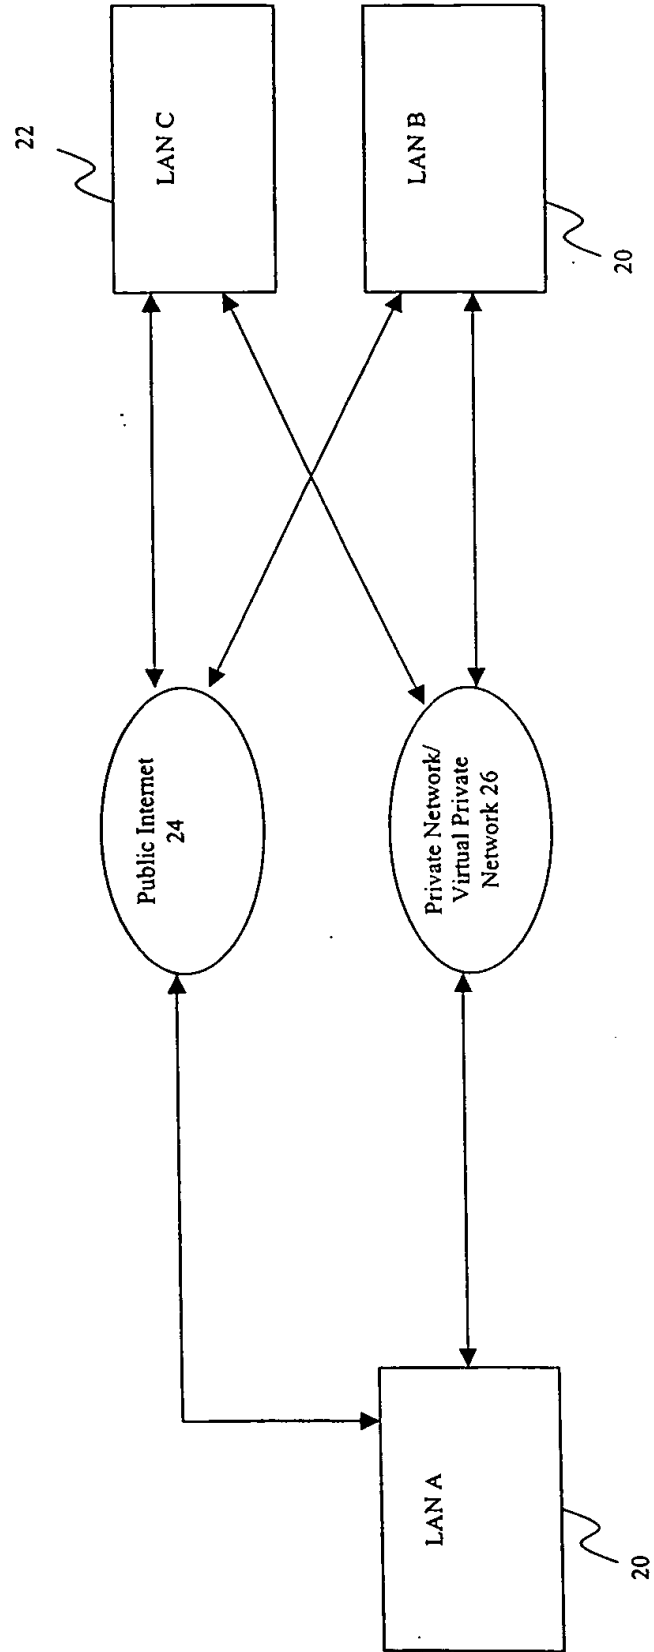 22
LAN C
LAN B
20
Public Internet
24
Private Network/
Virtual Private
Network 26
LAN A
20